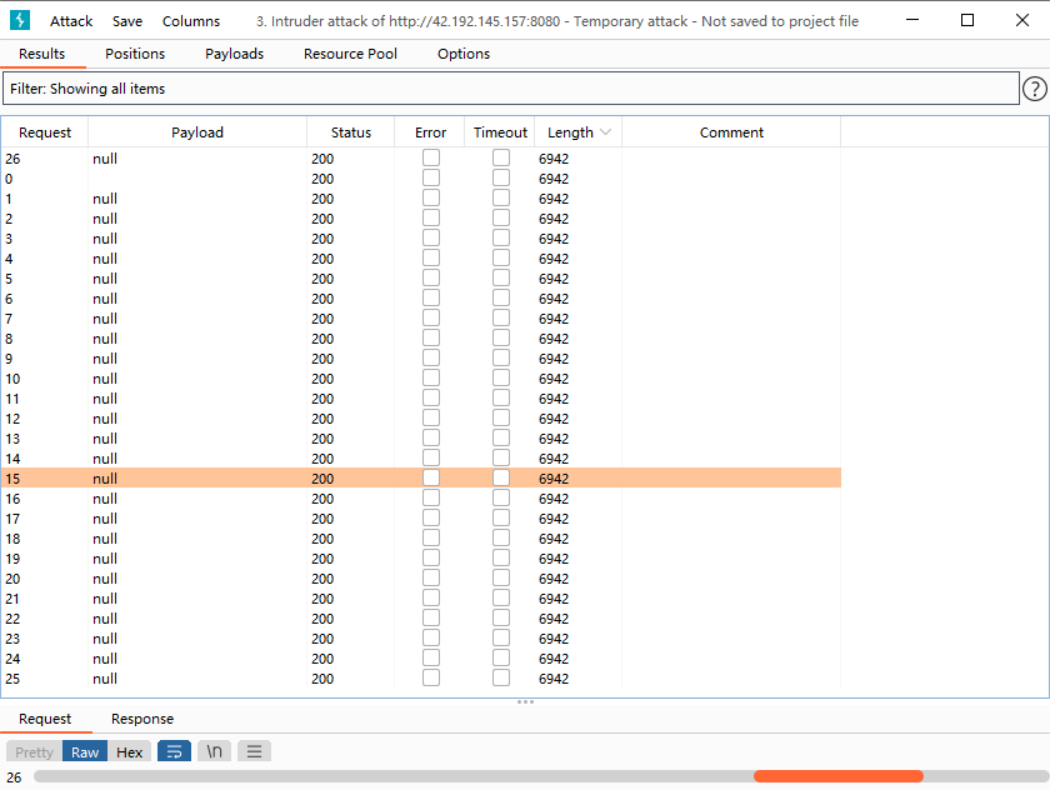 Attack Save Columns 3. Intruder attack of http://42.192.145.157:8080 - Temporary attack - Not saved to project file
Results Positions Payloads Resource Pool Options
Filter: Showing all items ?
Request Payload Status Error Timeout Length Comment
26 null 200 6942
0 200 6942
1 null 200 6942
2 null 200 6942
3 null 200 6942
4 null 200 6942
5 null 200 6942
6 null 200 6942
7 null 200 6942
8 null 200 6942
9 null 200 6942
10 null 200 6942
11 null 200 6942
12 null 200 6942
13 null 200 6942
14 null 200 6942
15 null 200 6942
16 null 200 6942
17 null 200 6942
18 null 200 6942
19 null 200 6942
20 null 200 6942
21 null 200 6942
22 null 200 6942
23 null 200 6942
24 null 200 6942
25 null 200 6942
Request Response
Pretty Raw Hex \n
26